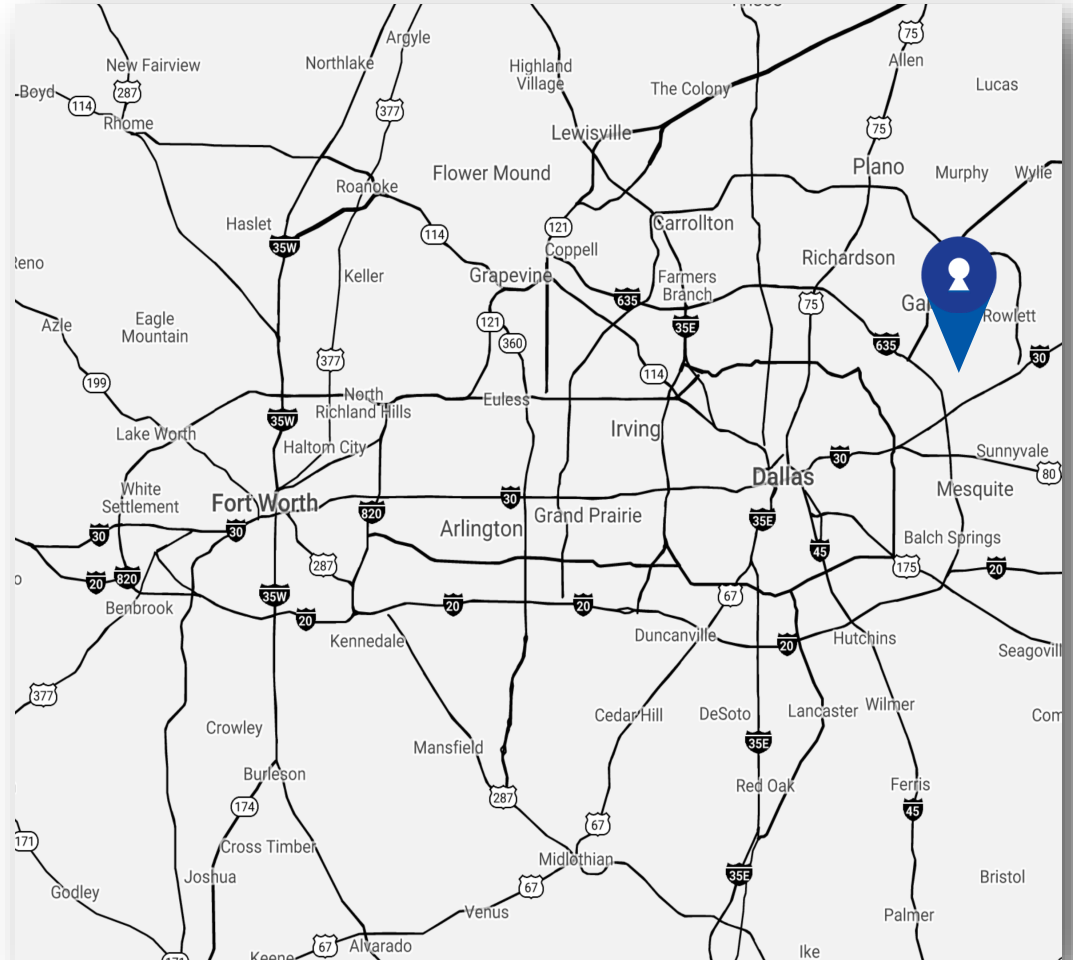 75
Argyle
New Fairview
Northlake
Highland
Village
Allen
The Colony
Lucas
287
Boyd
114
377
Rhome
75
Lewisville
Plano
Flower Mound
Murphy
Wylie
Roanoke
Haslet
121
Carrollton
114
35W
Coppell
Richardson
Keller
Grapevine
Farmers
Branch
635
75
Rowlett
Azle
Eagle
Mountain
121
35E
360
635
30
377
114
199
North
Richland Hills
Euless
35W
Irving
Lake Worth
Haltom City
30
Sunnyvale
80
Dallas
White
Settlement
Fort Worth
30
Mesquite
820
Grand Prairie
35E
Arlington
30
30
Balch Springs
45
287
175
20
20
820
35W
67
Benbrook
20
20
20
Kennedale
Duncanville
20
Hutchins
377
Cedar Hill
DeSoto
Lancaster
Wilmer
Crowley
Mansfield
35E
Burleson
Red Oak
Ferris
174
287
45
67
171
Cross Timber
Midlothian
35E
Joshua
Bristol
Godley
67
Venus
Palmer
67
Alvarado
Ike